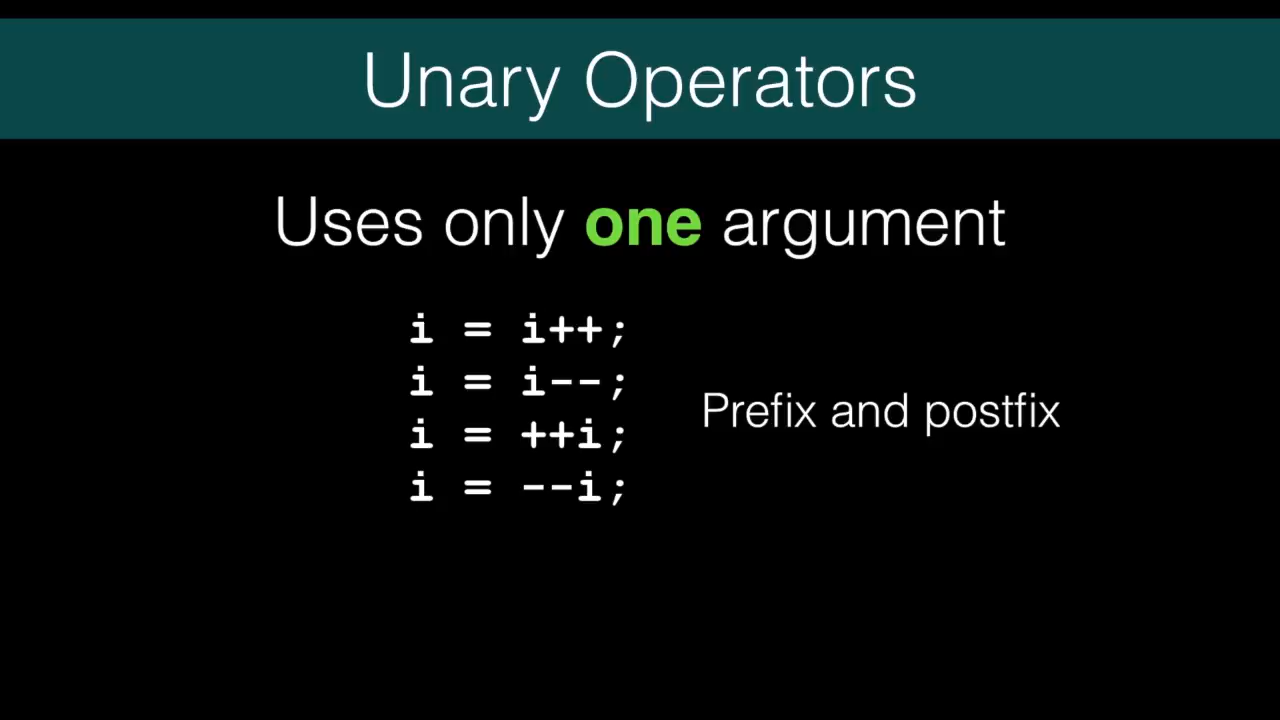 Unary Operators
Uses only one argument
i = i++;
i = i--;
i = ++i;
i = --i;
Prefix and postfix